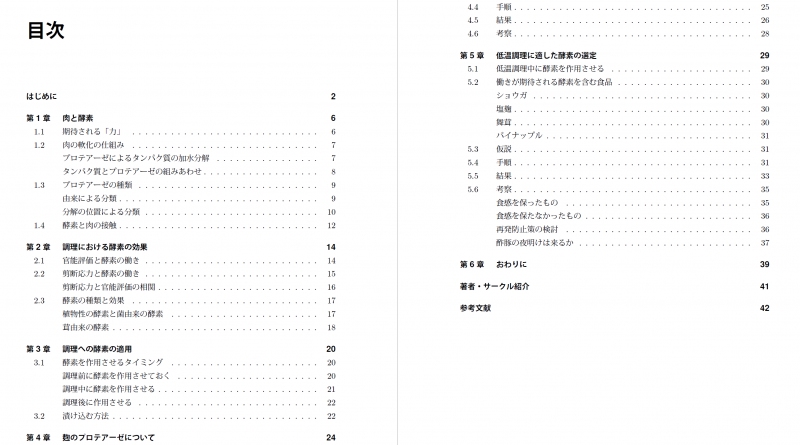 目次
はじめに 2
第1章 肉と酵素 6
1.1 期待される「力」 . . . . . . . . . . . . . . . . . . . . . . 6
1.2 肉の軟化の仕組み . . . . . . . . . . . . . . . . . . . . . . 7
プロテアーゼによるタンパク質の加水分解 . . . . . . . . . . . 7
タンパク質とプロテアーゼの組みあわせ . . . . . . . . . . . . 8
1.3 プロテアーゼの種類 . . . . . . . . . . . . . . . . . . . . . 9
由来による分類 . . . . . . . . . . . . . . . . . . . . . . . . 9
分解の位置による分類 . . . . . . . . . . . . . . . . . . . . . 10
1.4 酵素と肉の接触 . . . . . . . . . . . . . . . . . . . . . . . 12
第2章 調理における酵素の効果 14
2.1 官能評価と酵素の働き . . . . . . . . . . . . . . . . . . . . 14
2.2 剪断応力と酵素の働き . . . . . . . . . . . . . . . . . . . . 15
剪断応力と官能評価の相関 . . . . . . . . . . . . . . . . . . . 16
2.3 酵素の種類と効果 . . . . . . . . . . . . . . . . . . . . . . 17
植物性の酵素と菌由来の酵素 . . . . . . . . . . . . . . . . . . 17
茸由来の酵素 . . . . . . . . . . . . . . . . . . . . . . . . . 18
第3章 調理への酵素の適用 20
3.1 酵素を作用させるタイミング . . . . . . . . . . . . . . . . . 20
調理前に酵素を作用させておく . . . . . . . . . . . . . . . . . 20
調理中に酵素を作用させる . . . . . . . . . . . . . . . . . . . 21
調理後に作用させる . . . . . . . . . . . . . . . . . . . . . . 22
3.2 漬け込む方法 . . . . . . . . . . . . . . . . . . . . . . . . 22
第4章 麹のプロテアーゼについて 24
4.4 手順 . . . . . . . . . . . . . . . . . . . . . . . . . . . . 25
4.5 結果 . . . . . . . . . . . . . . . . . . . . . . . . . . . . 26
4.6 考察 . . . . . . . . . . . . . . . . . . . . . . . . . . . . 28
第5章 低温調理に適した酵素の選定 29
5.1 低温調理中に酵素を作用させる . . . . . . . . . . . . . . . . 29
5.2 働きが期待される酵素を含む食品 . . . . . . . . . . . . . . . 30
ショウガ . . . . . . . . . . . . . . . . . . . . . . . . . . . 30
塩麹 . . . . . . . . . . . . . . . . . . . . . . . . . . . . . 30
舞茸 . . . . . . . . . . . . . . . . . . . . . . . . . . . . . 31
パイナップル . . . . . . . . . . . . . . . . . . . . . . . . . 31
5.3 仮説 . . . . . . . . . . . . . . . . . . . . . . . . . . . . 31
5.4 手順 . . . . . . . . . . . . . . . . . . . . . . . . . . . . 31
5.5 結果 . . . . . . . . . . . . . . . . . . . . . . . . . . . . 33
5.6 考察 . . . . . . . . . . . . . . . . . . . . . . . . . . . . 35
食感を保ったもの . . . . . . . . . . . . . . . . . . . . . . . 35
食感を保たなかったもの . . . . . . . . . . . . . . . . . . . . 36
再発防止策の検討 . . . . . . . . . . . . . . . . . . . . . . . 36
酢豚の夜明けは来るか . . . . . . . . . . . . . . . . . . . . . 37
第6章 おわりに 39
著者・サークル紹介 41
参考文献 42